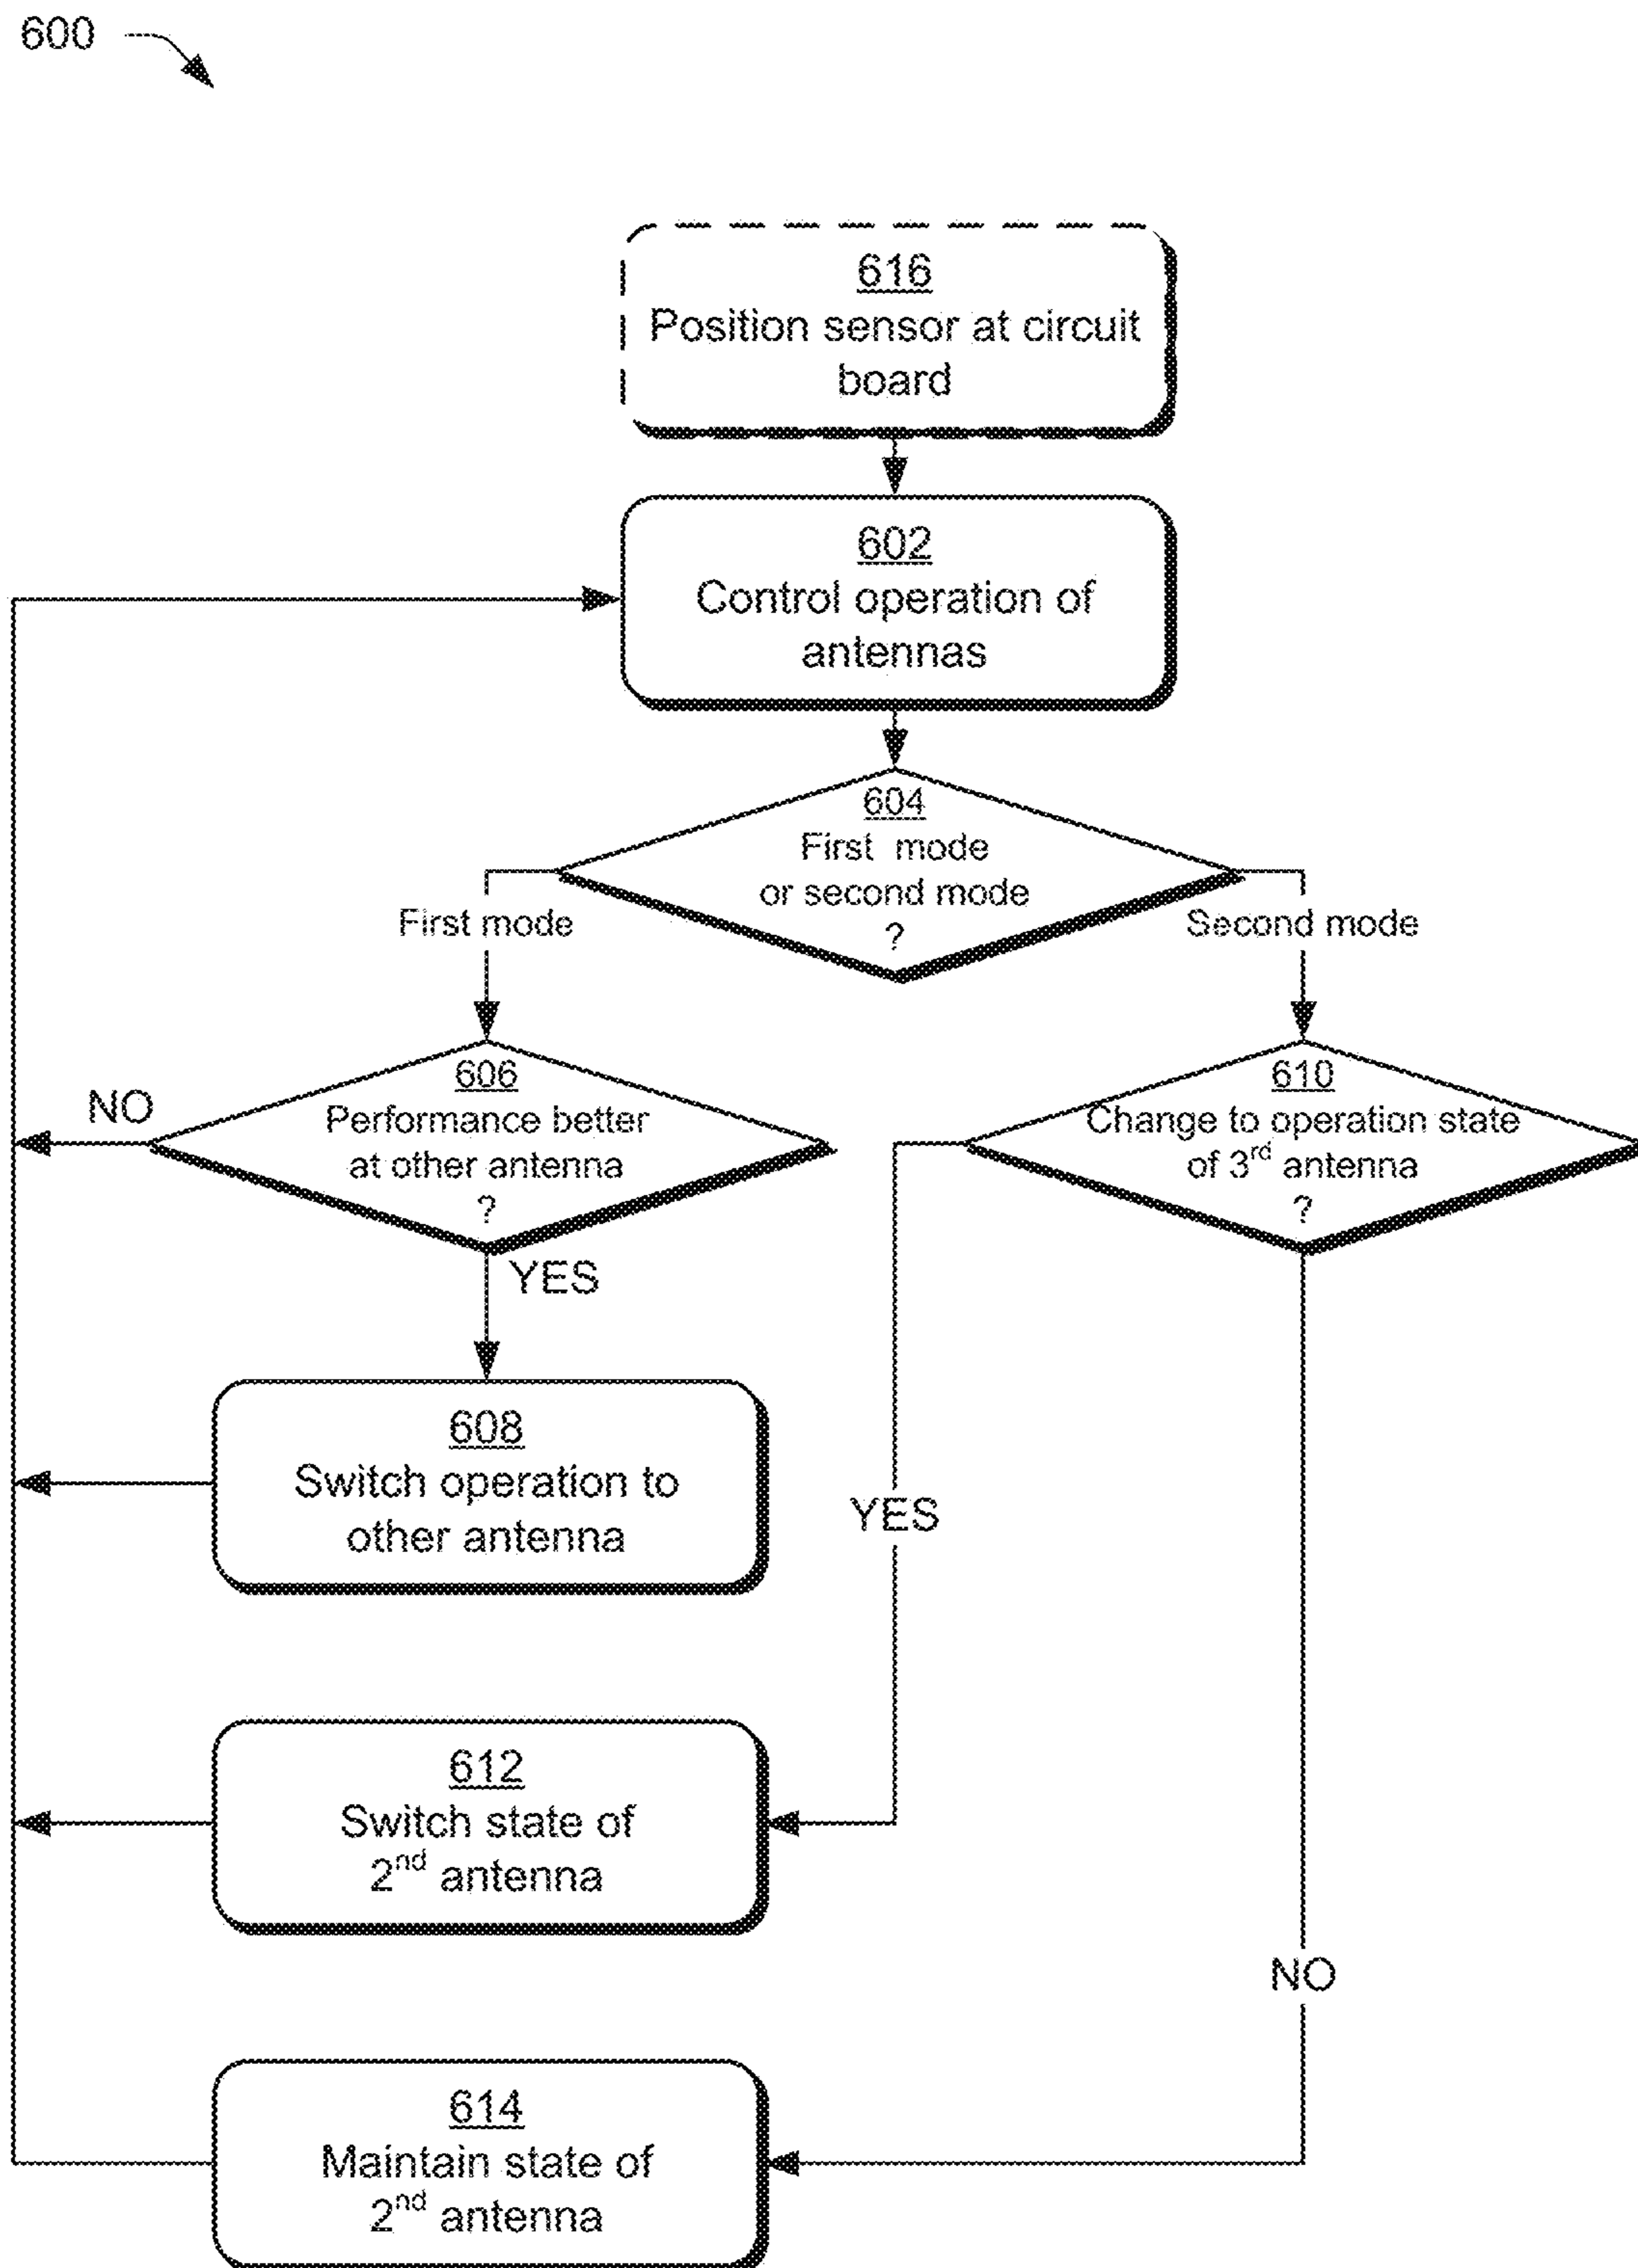 600
616
Position sensor at circuit
board
602
Control operation of
antennas
604
First mode
or second mode
?
First mode
Second mode
606
Performance better
at other antenna
?
NO
YES
610
Change to operation state
of 3rd antenna
?
608
Switch operation to
other antenna
YES
612
Switch state of
2nd antenna
NO
614
Maintain state of
2nd antenna